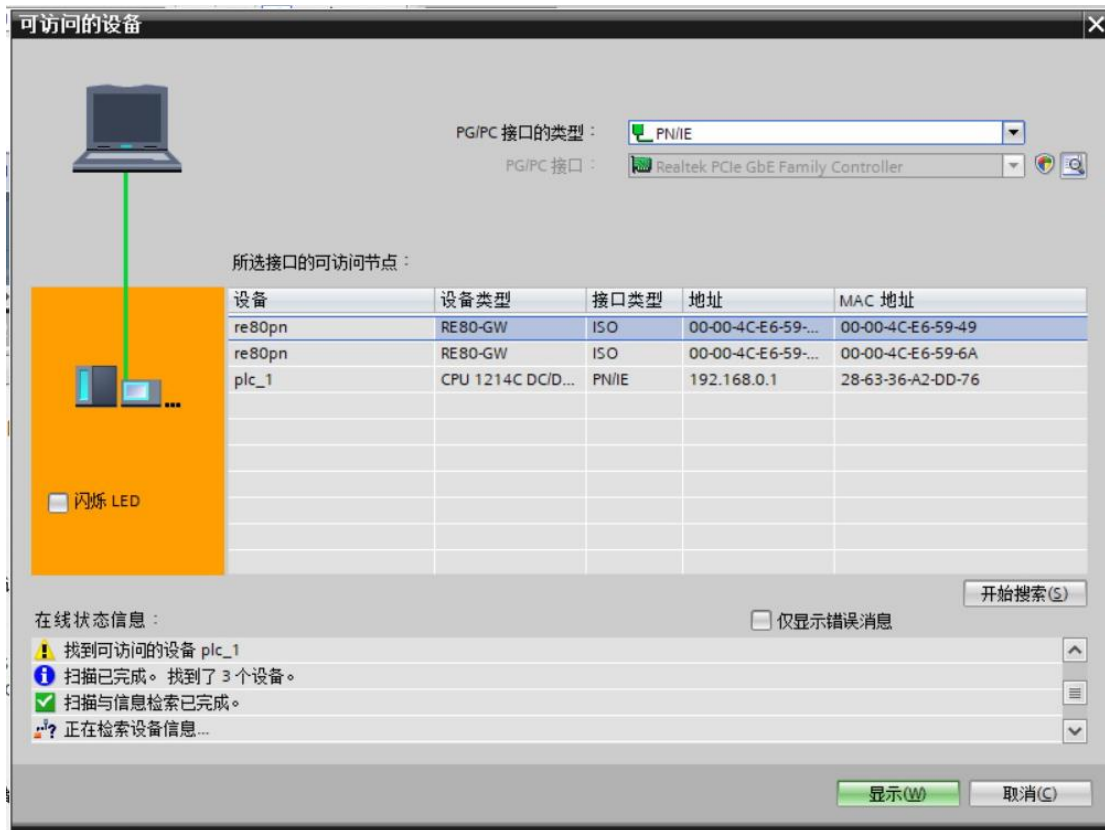 可访问的设备
PG/PC 接口的类型： PN/IE
PG/PC 接口： Realtek PCIe GbE Family Controller
所选接口的可访问节点：
设备 设备类型 接口类型 地址 MAC 地址
re80pn RE80-GW ISO 00-00-4C-E6-59-... 00-00-4C-E6-59-49
re80pn RE80-GW ISO 00-00-4C-E6-59-... 00-00-4C-E6-59-6A
plc_1 CPU 1214C DC/D... PN/IE 192.168.0.1 28-63-36-A2-DD-76
闪烁 LED
开始搜索(S)
在线状态信息：
仅显示错误消息
找到可访问的设备 plc_1
扫描已完成。找到了 3 个设备。
扫描与信息检索已完成。
正在检索设备信息...
显示(W) 取消(C)